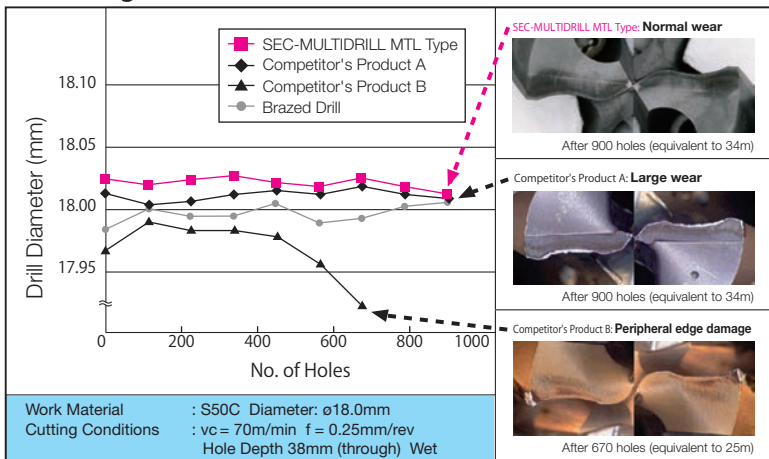 SEC-MULTIDRILL MTL Type
Competitor's Product A
Competitor's Product B
Brazed Drill
Drill Diameter (mm)
18.10
18.05
18.00
17.95
0
200
400
600
800
1000
No. of Holes
Work Material : S50C Diameter: ø18.0mm
Cutting Conditions : vc = 70m/min f = 0.25mm/rev
Hole Depth 38mm (through) Wet
SEC-MULTIDRILL MTL Type: Normal wear
After 900 holes (equivalent to 34m)
Competitor's Product A: Large wear
After 900 holes (equivalent to 34m)
Competitor's Product B: Peripheral edge damage
After 670 holes (equivalent to 25m)